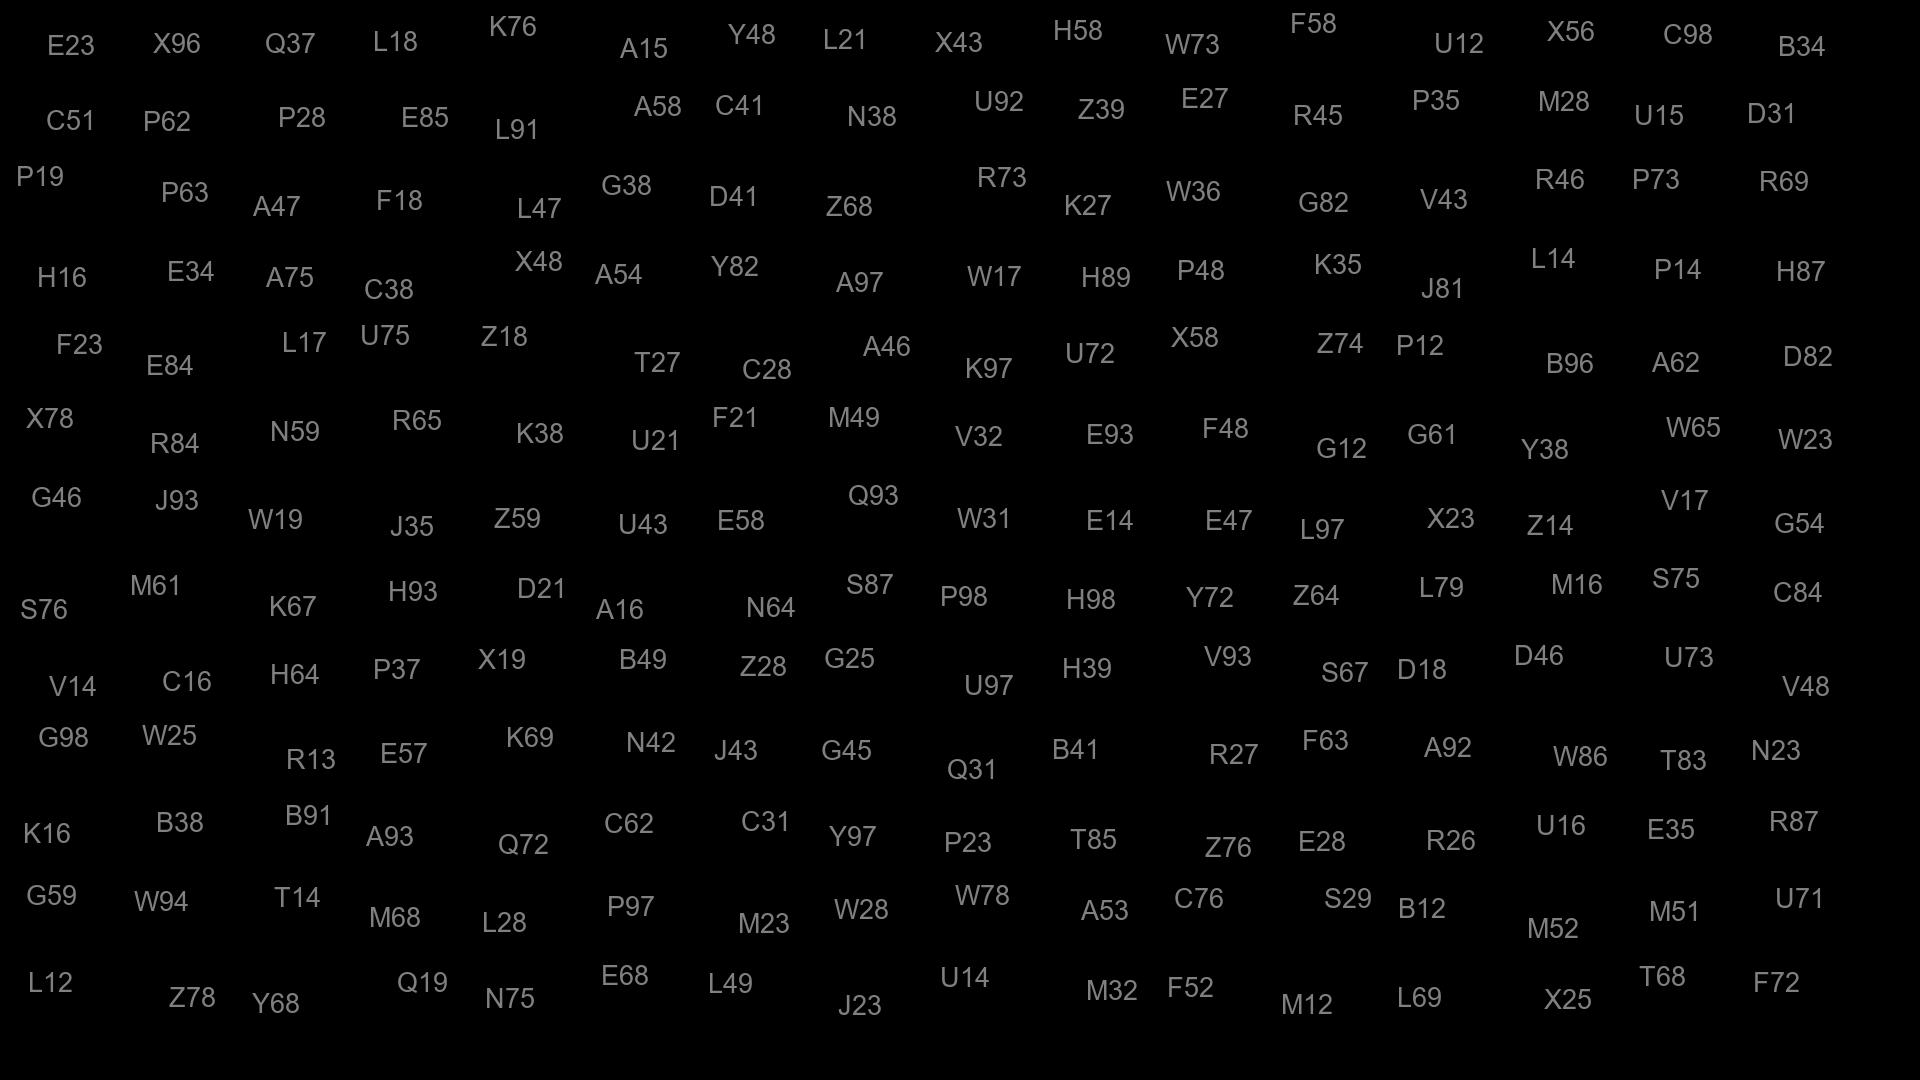 E23 X96 Q37 L18 K76 A15 Y48 L21 X43 H58 W73 F58 U12 X56 C98 B34
C51 P62 P28 E85 L91 A58 C41 N38 U92 Z39 E27 R45 P35 M28 U15 D31
P19 P63 A47 F18 L47 G38 D41 Z68 R73 K27 W36 G82 V43 R46 P73 R69
H16 E34 A75 C38 X48 A54 Y82 A97 W17 H89 P48 K35 J81 L14 P14 H87
F23 E84 L17 U75 Z18 T27 C28 A46 K97 U72 X58 Z74 P12 B96 A62 D82
X78 R84 N59 R65 K38 U21 F21 M49 V32 E93 F48 G12 G61 Y38 W65 W23
G46 J93 W19 J35 Z59 U43 E58 Q93 W31 E14 E47 L97 X23 Z14 V17 G54
S76 M61 K67 H93 D21 A16 N64 S87 P98 H98 Y72 Z64 L79 M16 S75 C84
V14 C16 H64 P37 X19 B49 Z28 G25 U97 H39 V93 S67 D18 D46 U73 V48
G98 W25 R13 E57 K69 N42 J43 G45 Q31 B41 R27 F63 A92 W86 T83 N23
K16 B38 B91 A93 Q72 C62 C31 Y97 P23 T85 Z76 E28 R26 U16 E35 R87
G59 W94 T14 M68 L28 P97 M23 W28 W78 A53 C76 S29 B12 M52 M51 U71
L12 Z78 Y68 Q19 N75 E68 L49 J23 U14 M32 F52 M12 L69 X25 T68 F72